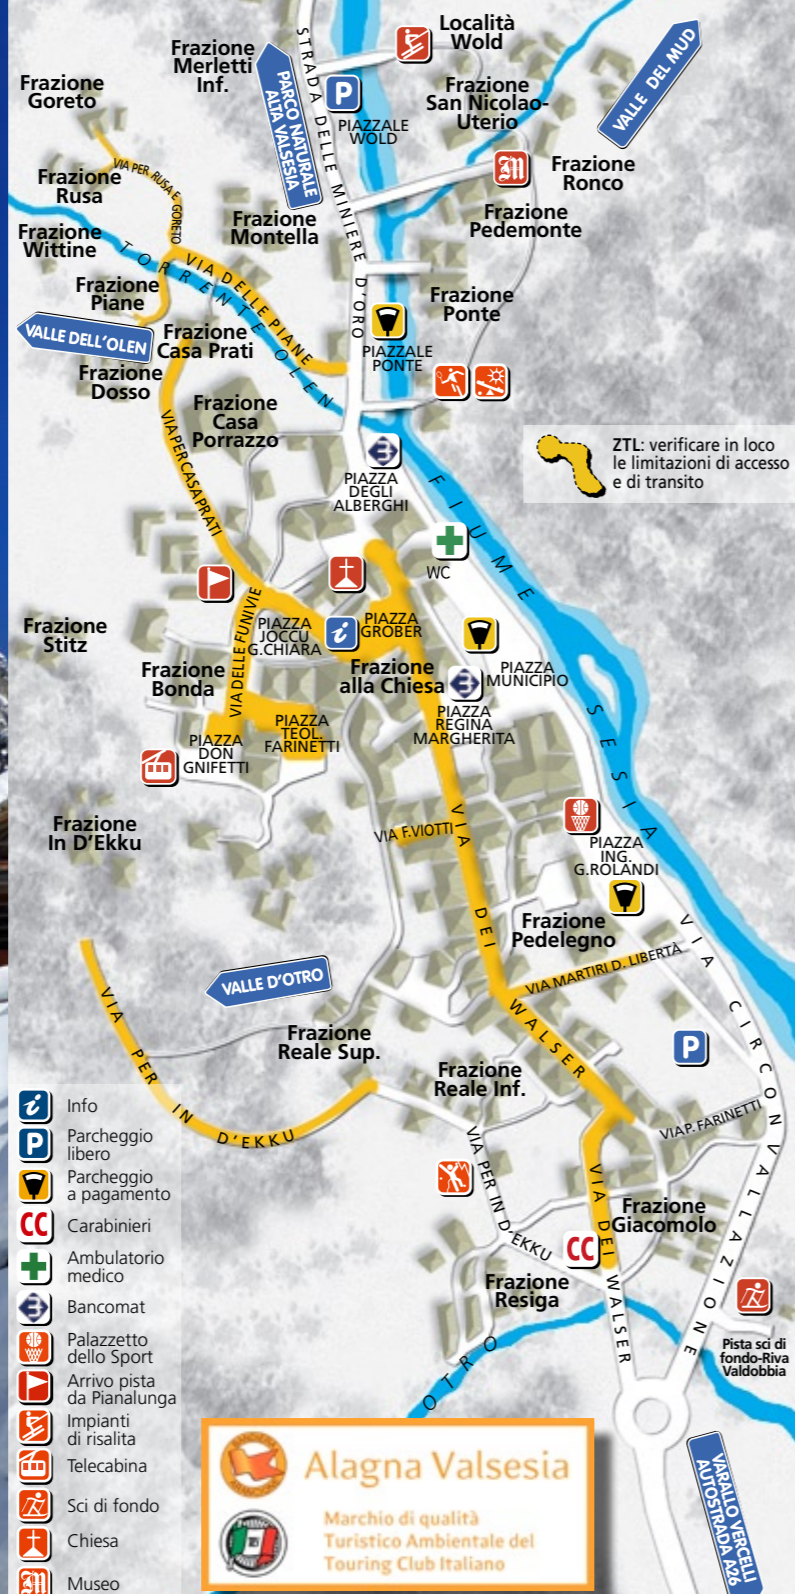 Località
Wold
Frazione
Merletti
Inf.
STRADA DELLE MINIERE D'ORO
Frazione
Goreto
PARCO NATURALE
ALTA VALSESIA
P
PIAZZALE
WOLD
Frazione
San Nicolao-
Uterio
VALLE DEL MUD
VIA PER RUSA E GORETO
Frazione
Rusa
M
Frazione
Ronco
Frazione
Montella
Frazione
Pedemonte
Frazione
Wittine
TORRENTE OLEN
VIA DELLE PIANE
Frazione
Piane
Frazione
Ponte
VALLE DELL'OLEN
Frazione
Casa Prati
PIAZZALE
PONTE
Frazione
Dosso
Frazione
Casa
Porrazzo
VIA PER CASA PRATI
ZTL: verificare in loco
le limitazioni di accesso
e di transito
PIAZZA
DEGLI
ALBERGHI
FIUME SESIA
WC
Frazione
Stitz
VIA DELLE FUNIVIE
PIAZZA
JOCCU
G.CHIARA
i
PIAZZA
GROBER
Frazione
Bonda
Frazione
alla Chiesa
PIAZZA
MUNICIPIO
PIAZZA
REGINA
MARGHERITA
PIAZZA
TEOL.
FARINETTI
PIAZZA
DON
GNIFETTI
Frazione
In D'Ekku
VIA F.VIOTTI
VIA DEI WALSER
PIAZZA
ING.
G.ROLANDI
Frazione
Pedelegno
VIA MARTIRI D. LIBERTÀ
VIA CIRCONVALLAZIONE
VALLE D'OTRO
VIA PER IN D'EKKU
Frazione
Reale Sup.
P
Frazione
Reale Inf.
VIA P. FARINETTI
VIA PER IN D'EKKU
VIA DEI WALSER
Frazione
Giacomolo
CC
Frazione
Resiga
OTRO
Pista sci di
fondo-Riva
Valdobbia
VARALLO VERCELLI
AUTOSTRADA A26
i Info
P Parcheggio
libero
Parcheggio
a pagamento
CC Carabinieri
Ambulatorio
medico
Bancomat
Palazzetto
dello Sport
Arrivo pista
da Pianalunga
Impianti
di risalita
Telecabina
Sci di fondo
Chiesa
M Museo
Alagna Valsesia
Marchio di qualità
Turistico Ambientale del
Touring Club Italiano